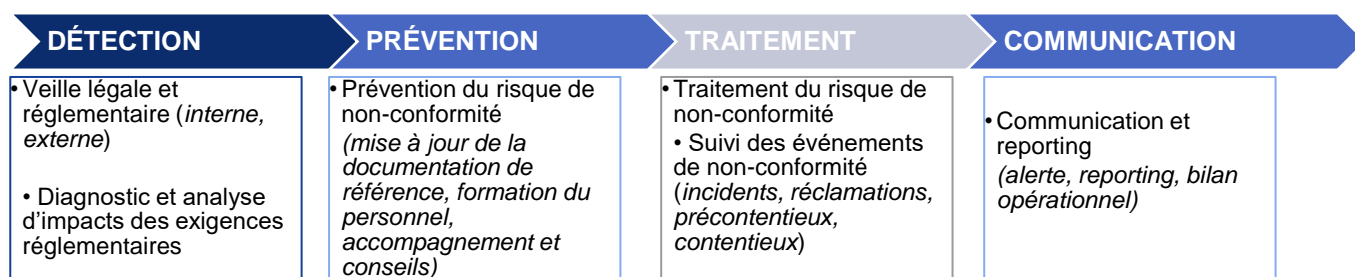 DÉTECTION
PRÉVENTION
TRAITEMENT
COMMUNICATION
• Veille légale et
réglementaire (interne,
externe)
• Diagnostic et analyse
d’impacts des exigences
réglementaires
• Prévention du risque de
non-conformité
(mise à jour de la
documentation de
référence, formation du
personnel,
accompagnement et
conseils)
• Traitement du risque de
non-conformité
• Suivi des événements
de non-conformité
(incidents, réclamations,
précontentieux,
contentieux)
• Communication et
reporting
(alerte, reporting, bilan
opérationnel)